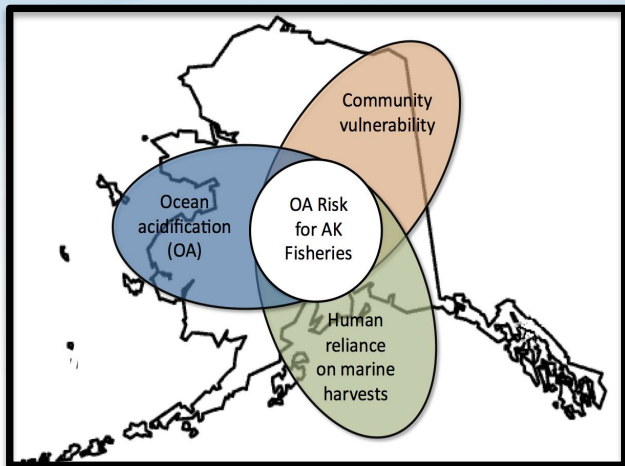 Community
vulnerability
Ocean
acidification
(OA)
OA Risk
for AK
Fisheries
Human
reliance
on marine
harvests